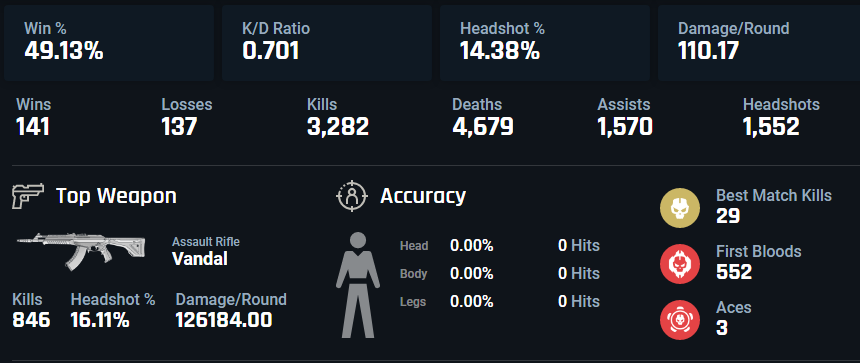 Win % K/D Ratio Headshot % Damage/Round
49.13% 0.701 14.38% 110.17
Wins Losses Kills Deaths Assists Headshots
141 137 3,282 4,679 1,570 1,552
Top Weapon
Assault Rifle
Vandal
Kills Headshot % Damage/Round
846 16.11% 126184.00
Accuracy
Head 0.00% 0 Hits
Body 0.00% 0 Hits
Legs 0.00% 0 Hits
Best Match Kills
29
First Bloods
552
Aces
3